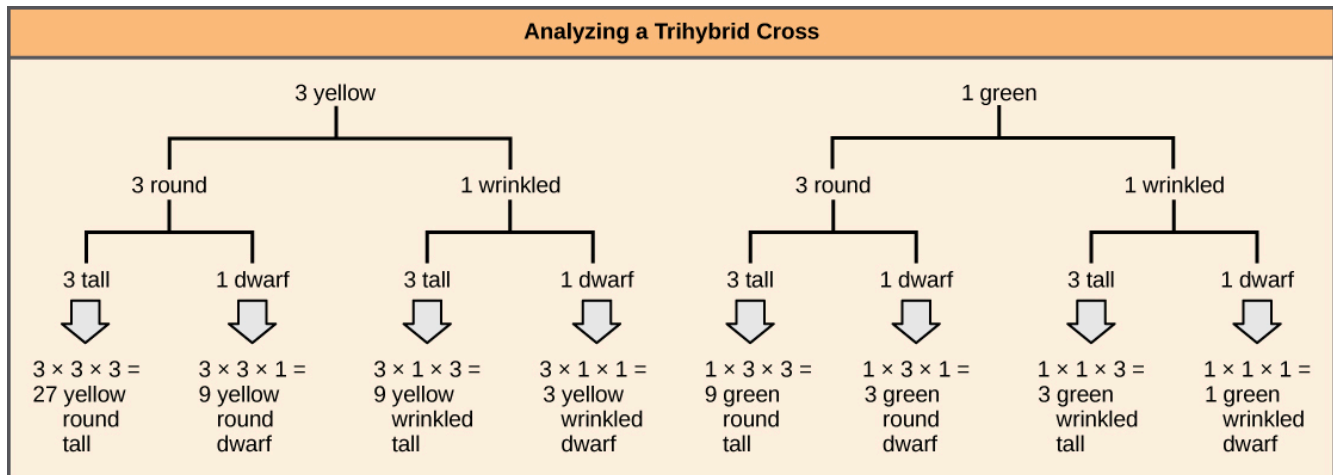 Analyzing a Trihybrid Cross
3 yellow 1 green
3 round 1 wrinkled 3 round 1 wrinkled
3 tall 1 dwarf 3 tall 1 dwarf 3 tall 1 dwarf 3 tall 1 dwarf
3 × 3 × 3 =
27 yellow
round
tall
3 × 3 × 1 =
9 yellow
round
dwarf
3 × 1 × 3 =
9 yellow
wrinkled
tall
3 × 1 × 1 =
3 yellow
wrinkled
dwarf
1 × 3 × 3 =
9 green
round
tall
1 × 3 × 1 =
3 green
round
dwarf
1 × 1 × 3 =
3 green
wrinkled
tall
1 × 1 × 1 =
1 green
wrinkled
dwarf